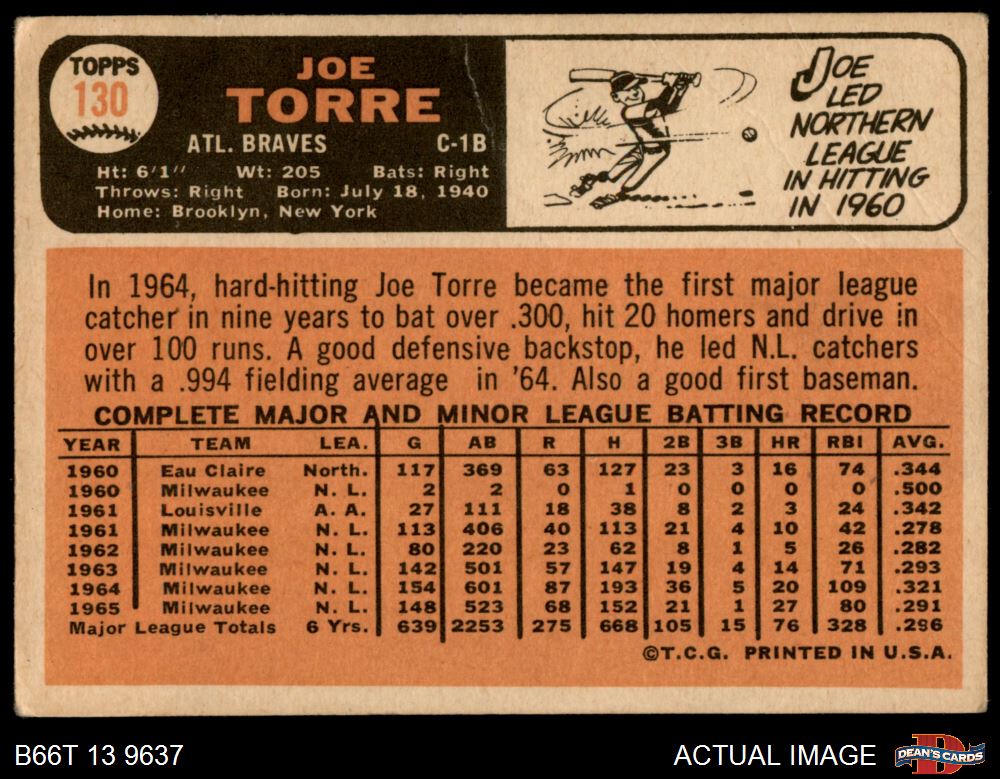 TOPPS
130
JOE
TORRE
ATL. BRAVES C-1B
Ht: 6'1" Wt: 205 Bats: Right
Throws: Right Born: July 18, 1940
Home: Brooklyn, New York
JOE
LED
NORTHERN
LEAGUE
IN HITTING
IN 1960
In 1964, hard-hitting Joe Torre became the first major league
catcher in nine years to bat over .300, hit 20 homers and drive in
over 100 runs. A good defensive backstop, he led N.L. catchers
with a .994 fielding average in '64. Also a good first baseman.
COMPLETE MAJOR AND MINOR LEAGUE BATTING RECORD
YEAR TEAM LEA. G AB R H 2B 3B HR RBI AVG.
1960 Eau Claire North. 117 369 63 127 23 3 16 74 .344
1960 Milwaukee N. L. 2 2 0 1 0 0 0 0 .500
1961 Louisville A. A. 27 111 18 38 8 2 3 24 .342
1961 Milwaukee N. L. 113 406 40 113 21 4 10 42 .278
1962 Milwaukee N. L. 80 220 23 62 8 1 5 26 .282
1963 Milwaukee N. L. 142 501 57 147 19 4 14 71 .293
1964 Milwaukee N. L. 154 601 87 193 36 5 20 109 .321
1965 Milwaukee N. L. 148 523 68 152 21 1 27 80 .291
Major League Totals 6 Yrs. 639 2253 275 668 105 15 76 328 .296
©T.C.G. PRINTED IN U.S.A.
B66T 13 9637 ACTUAL IMAGE DEAN'S CARDS